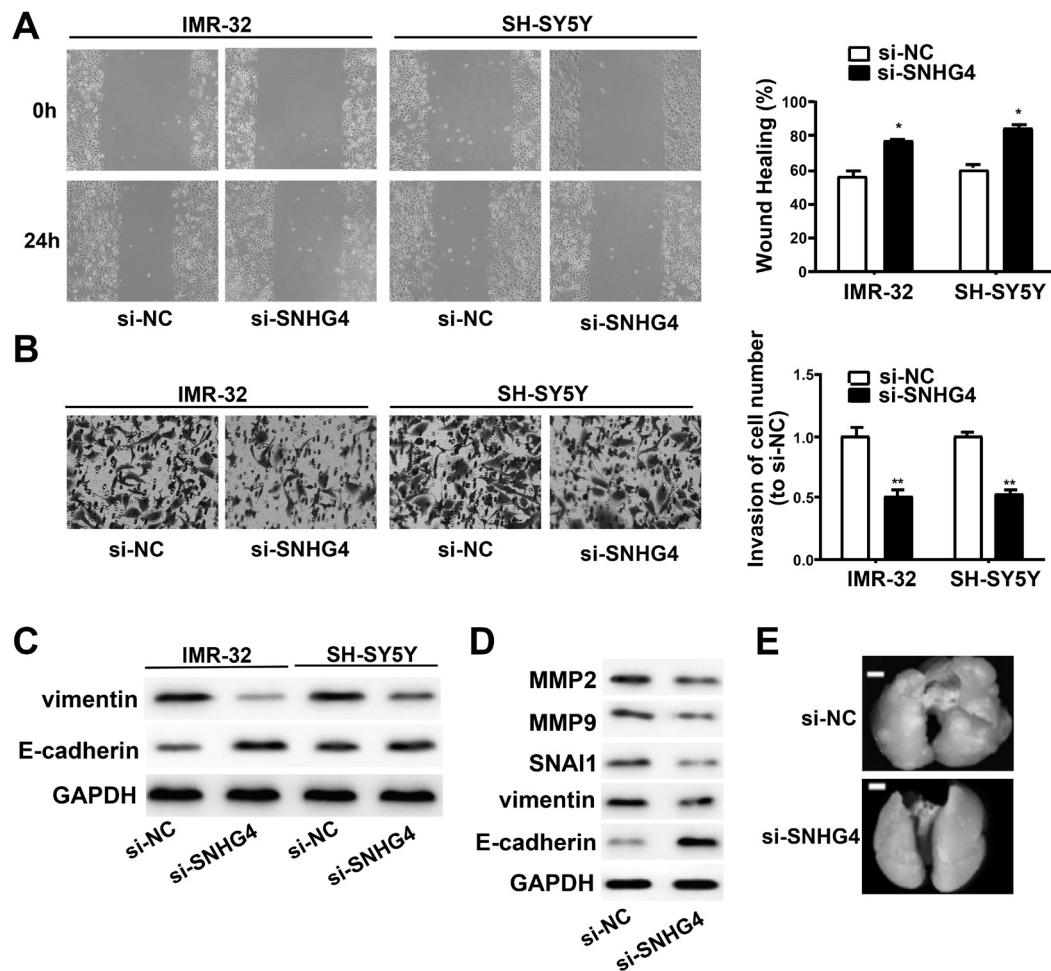 A
IMR-32
SH-SY5Y
0h
24h
si-NC
si-SNHG4
si-NC
si-SNHG4
si-NC
si-SNHG4
Wound Healing (%)
100
80
60
40
20
0
*
*
IMR-32
SH-SY5Y
B
IMR-32
SH-SY5Y
si-NC
si-SNHG4
si-NC
si-SNHG4
si-NC
si-SNHG4
Invasion of cell number
(to si-NC)
1.5
1.0
0.5
0.0
**
**
IMR-32
SH-SY5Y
C
IMR-32
SH-SY5Y
vimentin
E-cadherin
GAPDH
si-NC
si-SNHG4
si-NC
si-SNHG4
D
MMP2
MMP9
SNAI1
vimentin
E-cadherin
GAPDH
si-NC
si-SNHG4
E
si-NC
si-SNHG4